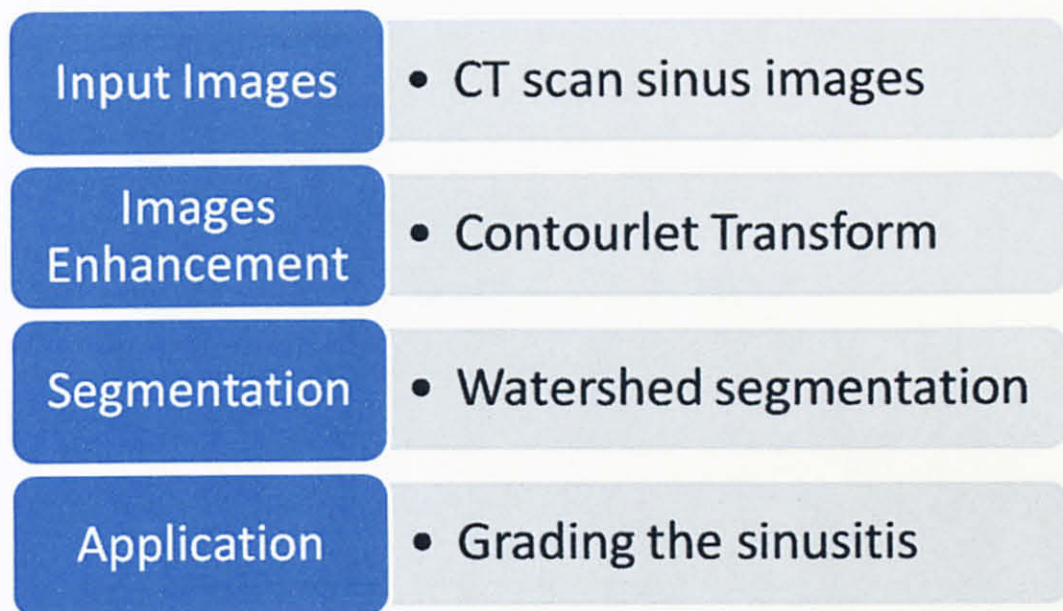 Input Images
• CT scan sinus images
Images
Enhancement
• Contourlet Transform
Segmentation
• Watershed segmentation
Application
• Grading the sinusitis